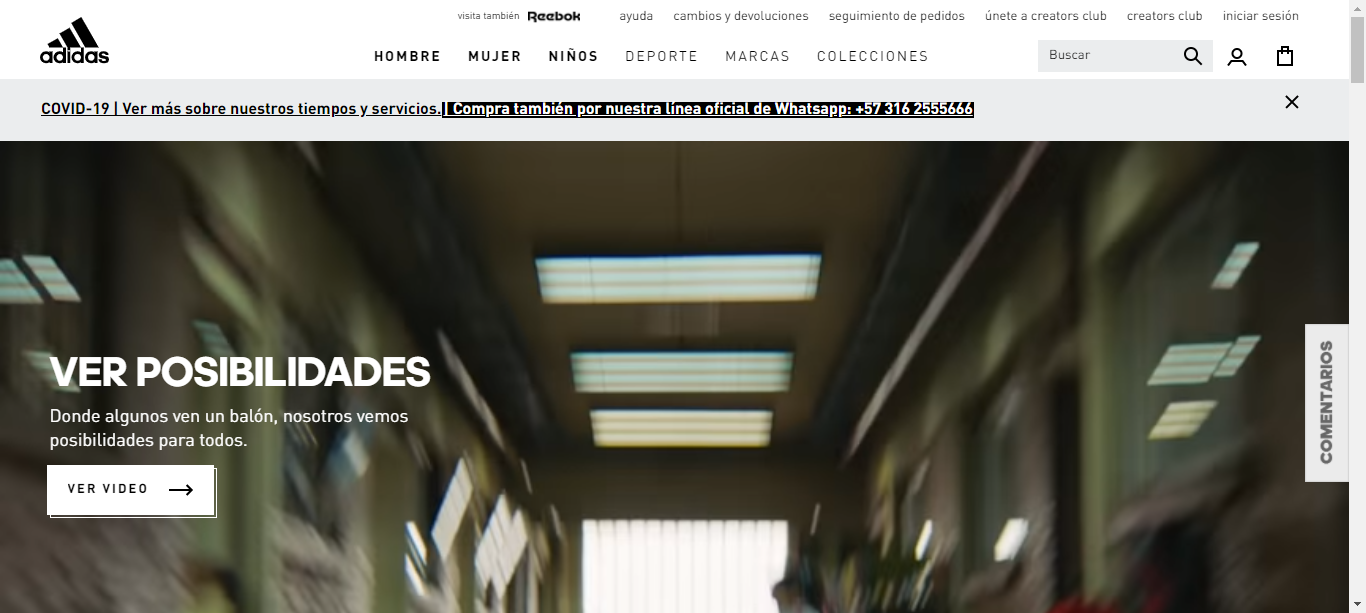 visita también Reebok ayuda cambios y devoluciones seguimiento de pedidos únete a creators club creators club iniciar sesión
adidas
HOMBRE MUJER NIÑOS DEPORTE MARCAS COLECCIONES Buscar
COVID-19 | Ver más sobre nuestros tiempos y servicios.| Compra también por nuestra línea oficial de Whatsapp: +57 316 2555666
VER POSIBILIDADES
Donde algunos ven un balón, nosotros vemos
posibilidades para todos.
VER VIDEO
COMENTARIOS